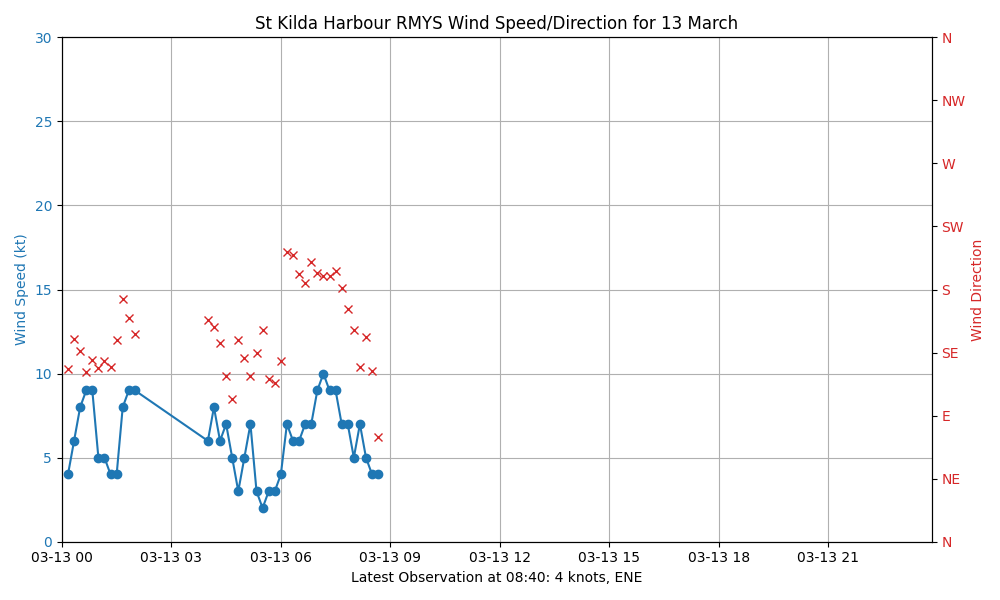 St Kilda Harbour RMYS Wind Speed/Direction for 13 March
30
25
20
15
10
5
0
Wind Speed (kt)
N
NW
W
SW
S
SE
E
NE
N
Wind Direction
03-13 00 03-13 03 03-13 06 03-13 09 03-13 12 03-13 15 03-13 18 03-13 21
Latest Observation at 08:40: 4 knots, ENE